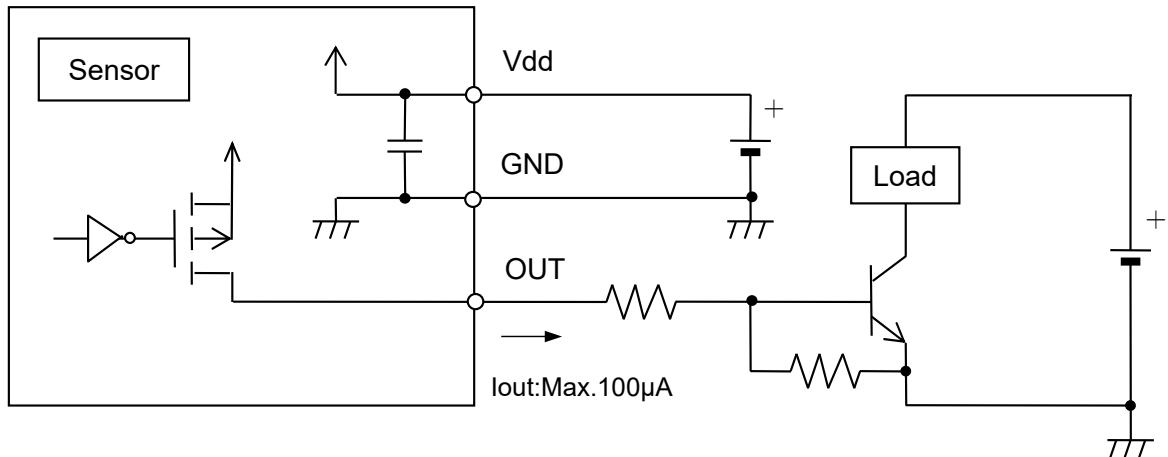 Sensor
Vdd
+
GND
Load
+
OUT
Iout:Max.100µA